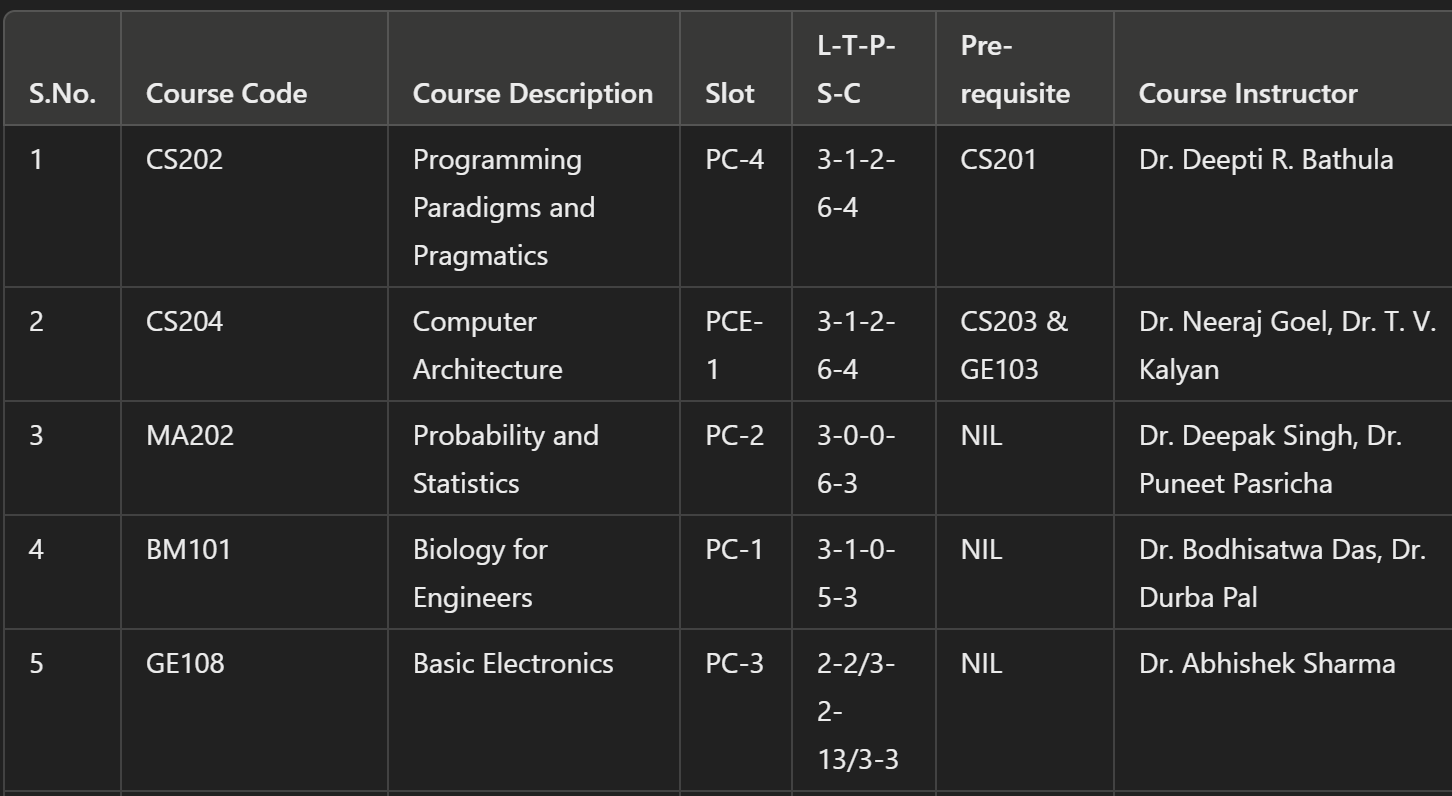 S.No. Course Code Course Description Slot L-T-P-S-C Pre-requisite Course Instructor
1 CS202 Programming Paradigms and Pragmatics PC-4 3-1-2-6-4 CS201 Dr. Deepti R. Bathula
2 CS204 Computer Architecture PCE-1 3-1-2-6-4 CS203 & GE103 Dr. Neeraj Goel, Dr. T. V. Kalyan
3 MA202 Probability and Statistics PC-2 3-0-0-6-3 NIL Dr. Deepak Singh, Dr. Puneet Pasricha
4 BM101 Biology for Engineers PC-1 3-1-0-5-3 NIL Dr. Bodhisatwa Das, Dr. Durba Pal
5 GE108 Basic Electronics PC-3 2-2/3-2-13/3-3 NIL Dr. Abhishek Sharma